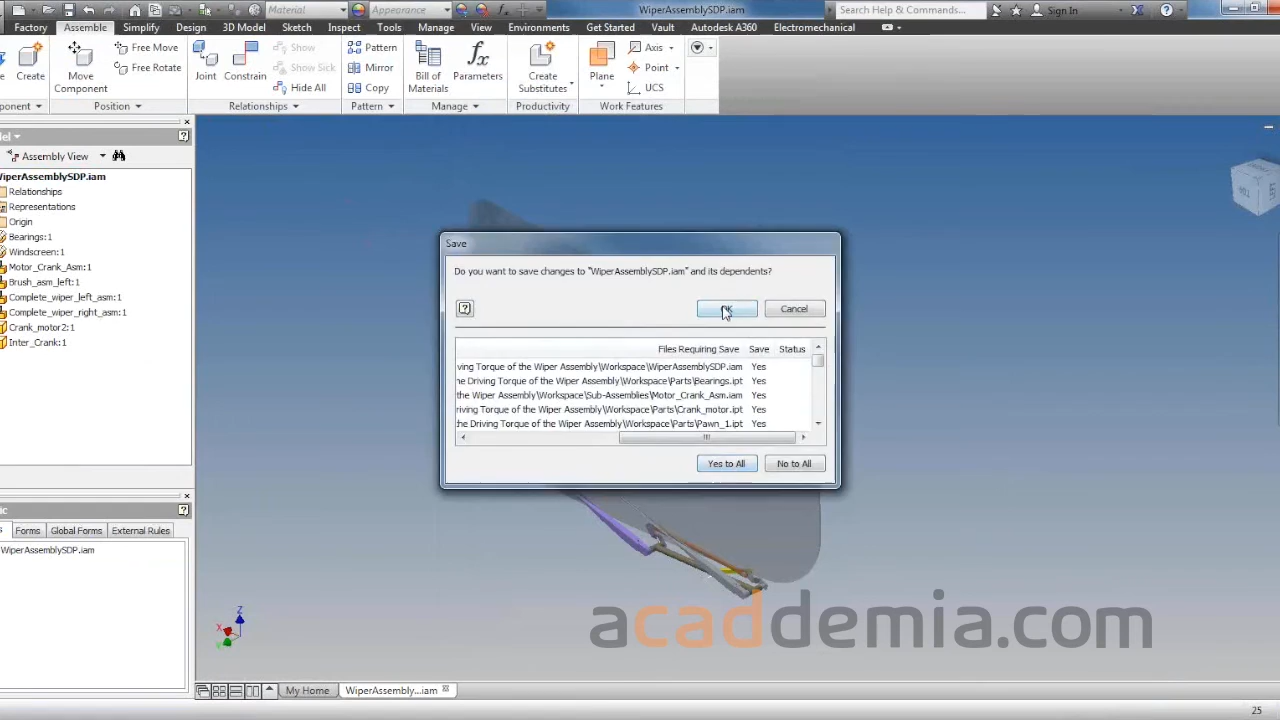 Material
Appearance
WiperAssemblySDP.iam
Search Help & Commands...
Sign In
Factory
Assemble
Simplify
Design
3D Model
Sketch
Inspect
Tools
Manage
View
Environments
Get Started
Vault
Autodesk A360
Electromechanical
Create
Move
Component
Free Move
Free Rotate
Joint
Constrain
Show
Show Sick
Hide All
Pattern
Mirror
Copy
Bill of
Materials
fx
Parameters
Create
Substitutes
Plane
Axis
Point
UCS
ponent
Position
Relationships
Pattern
Manage
Productivity
Work Features
del
Assembly View
WiperAssemblySDP.iam
Relationships
Representations
Origin
Bearings:1
Windscreen:1
Motor_Crank_Asm:1
Brush_asm_left:1
Complete_wiper_left_asm:1
Complete_wiper_right_asm:1
Crank_motor2:1
Inter_Crank:1
ic
s
Forms
Global Forms
External Rules
WiperAssemblySDP.iam
Save
Do you want to save changes to "WiperAssemblySDP.iam" and its dependents?
OK
Cancel
Files Requiring Save
Save
Status
ving Torque of the Wiper Assembly\Workspace\WiperAssemblySDP.iam Yes
he Driving Torque of the Wiper Assembly\Workspace\Parts\Bearings.ipt Yes
the Wiper Assembly\Workspace\Sub-Assemblies\Motor_Crank_Asm.iam Yes
riving Torque of the Wiper Assembly\Workspace\Parts\Crank_motor.ipt Yes
the Driving Torque of the Wiper Assembly\Workspace\Parts\Pawn_1.ipt Yes
Yes to All
No to All
Z
X
acaddemia.com
My Home
WiperAssembly...iam
25